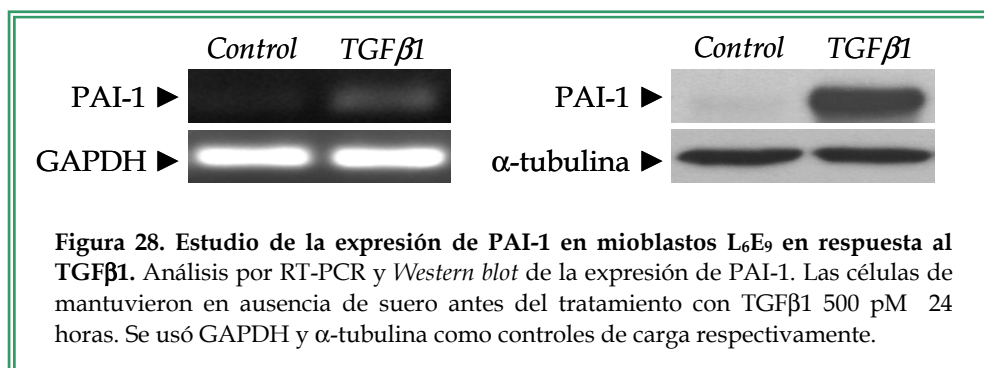 Control TGFβ1 Control TGFβ1
PAI-1 ► PAI-1 ►
GAPDH ► α-tubulina ►
Figura 28. Estudio de la expresión de PAI-1 en mioblastos L₆E₉ en respuesta al
TGFβ1. Análisis por RT-PCR y Western blot de la expresión de PAI-1. Las células de
mantuvieron en ausencia de suero antes del tratamiento con TGFβ1 500 pM 24
horas. Se usó GAPDH y α-tubulina como controles de carga respectivamente.